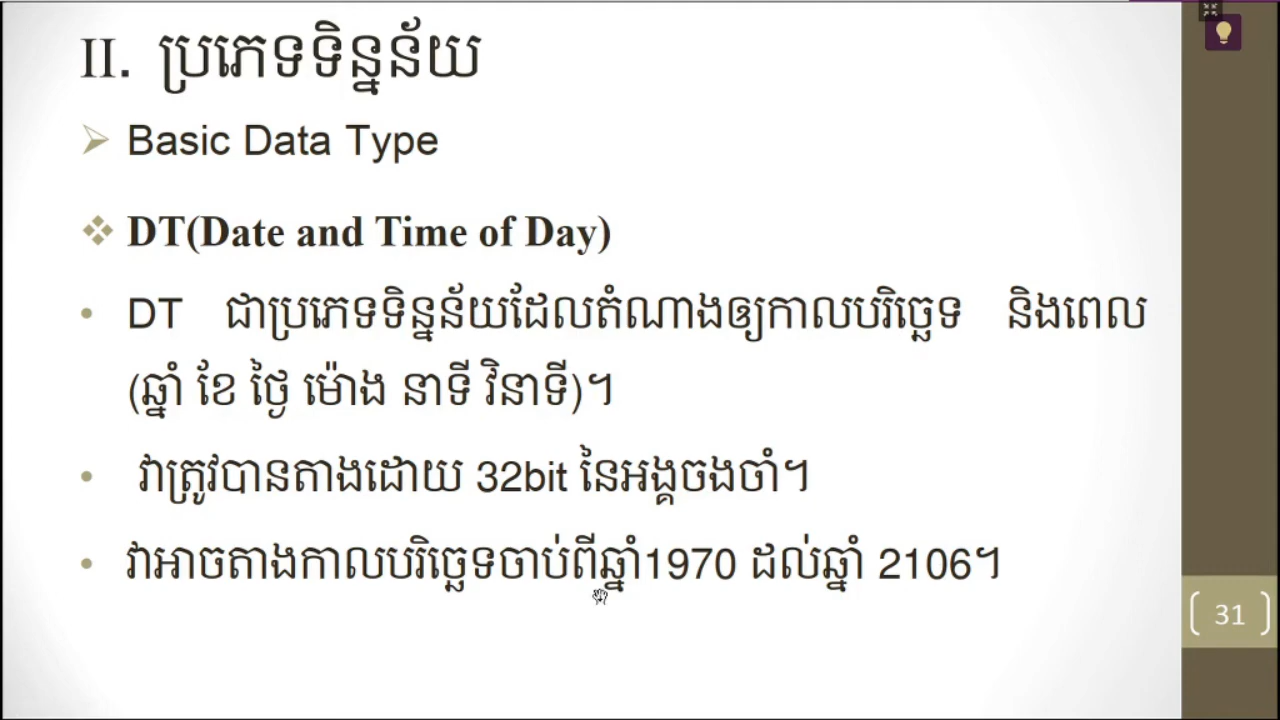 II. ប្រភេទទិន្នន័យ
Basic Data Type
DT(Date and Time of Day)
DT ជាប្រភេទទិន្នន័យដែលតំណាងឲ្យកាលបរិច្ឆេទ និងពេល
(ឆ្នាំ ខែ ថ្ងៃ ម៉ោង នាទី វិនាទី)។
វាត្រូវបានតាងដោយ 32bit នៃអង្គចងចាំ។
វាអាចតាងកាលបរិច្ឆេទចាប់ពីឆ្នាំ1970 ដល់ឆ្នាំ 2106។
31